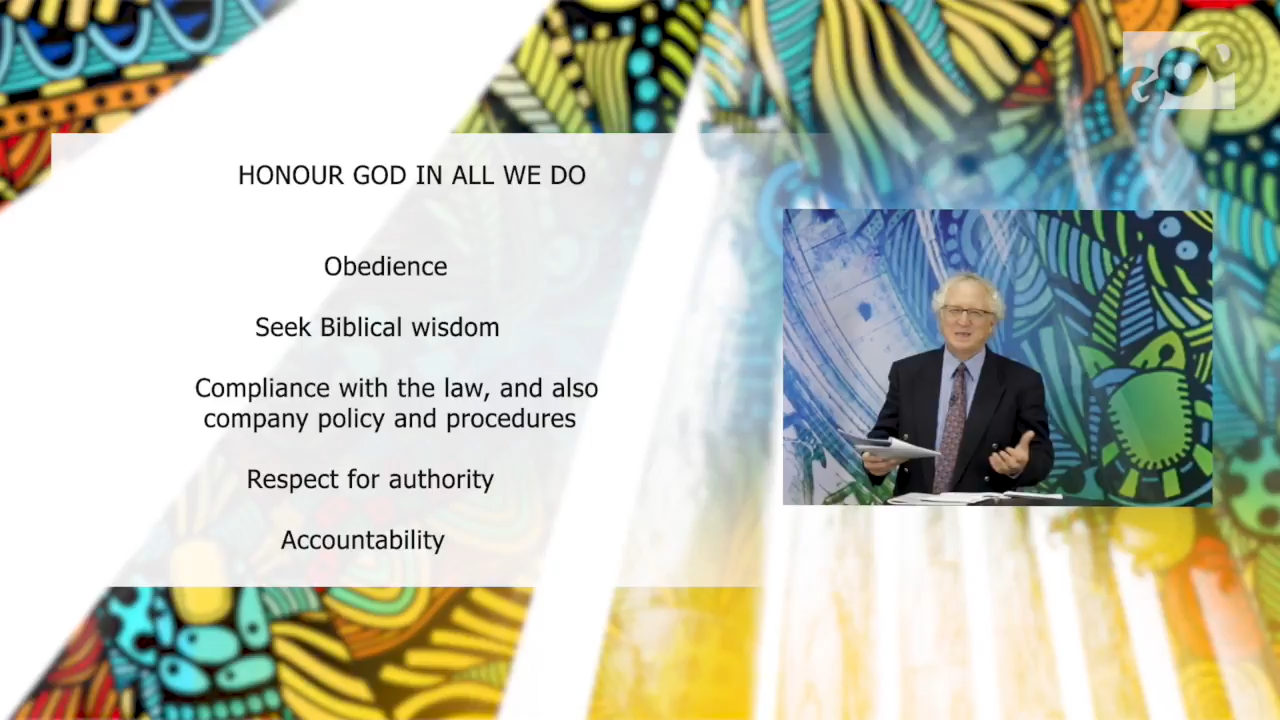 HONOUR GOD IN ALL WE DO
Obedience
Seek Biblical wisdom
Compliance with the law, and also
company policy and procedures
Respect for authority
Accountability